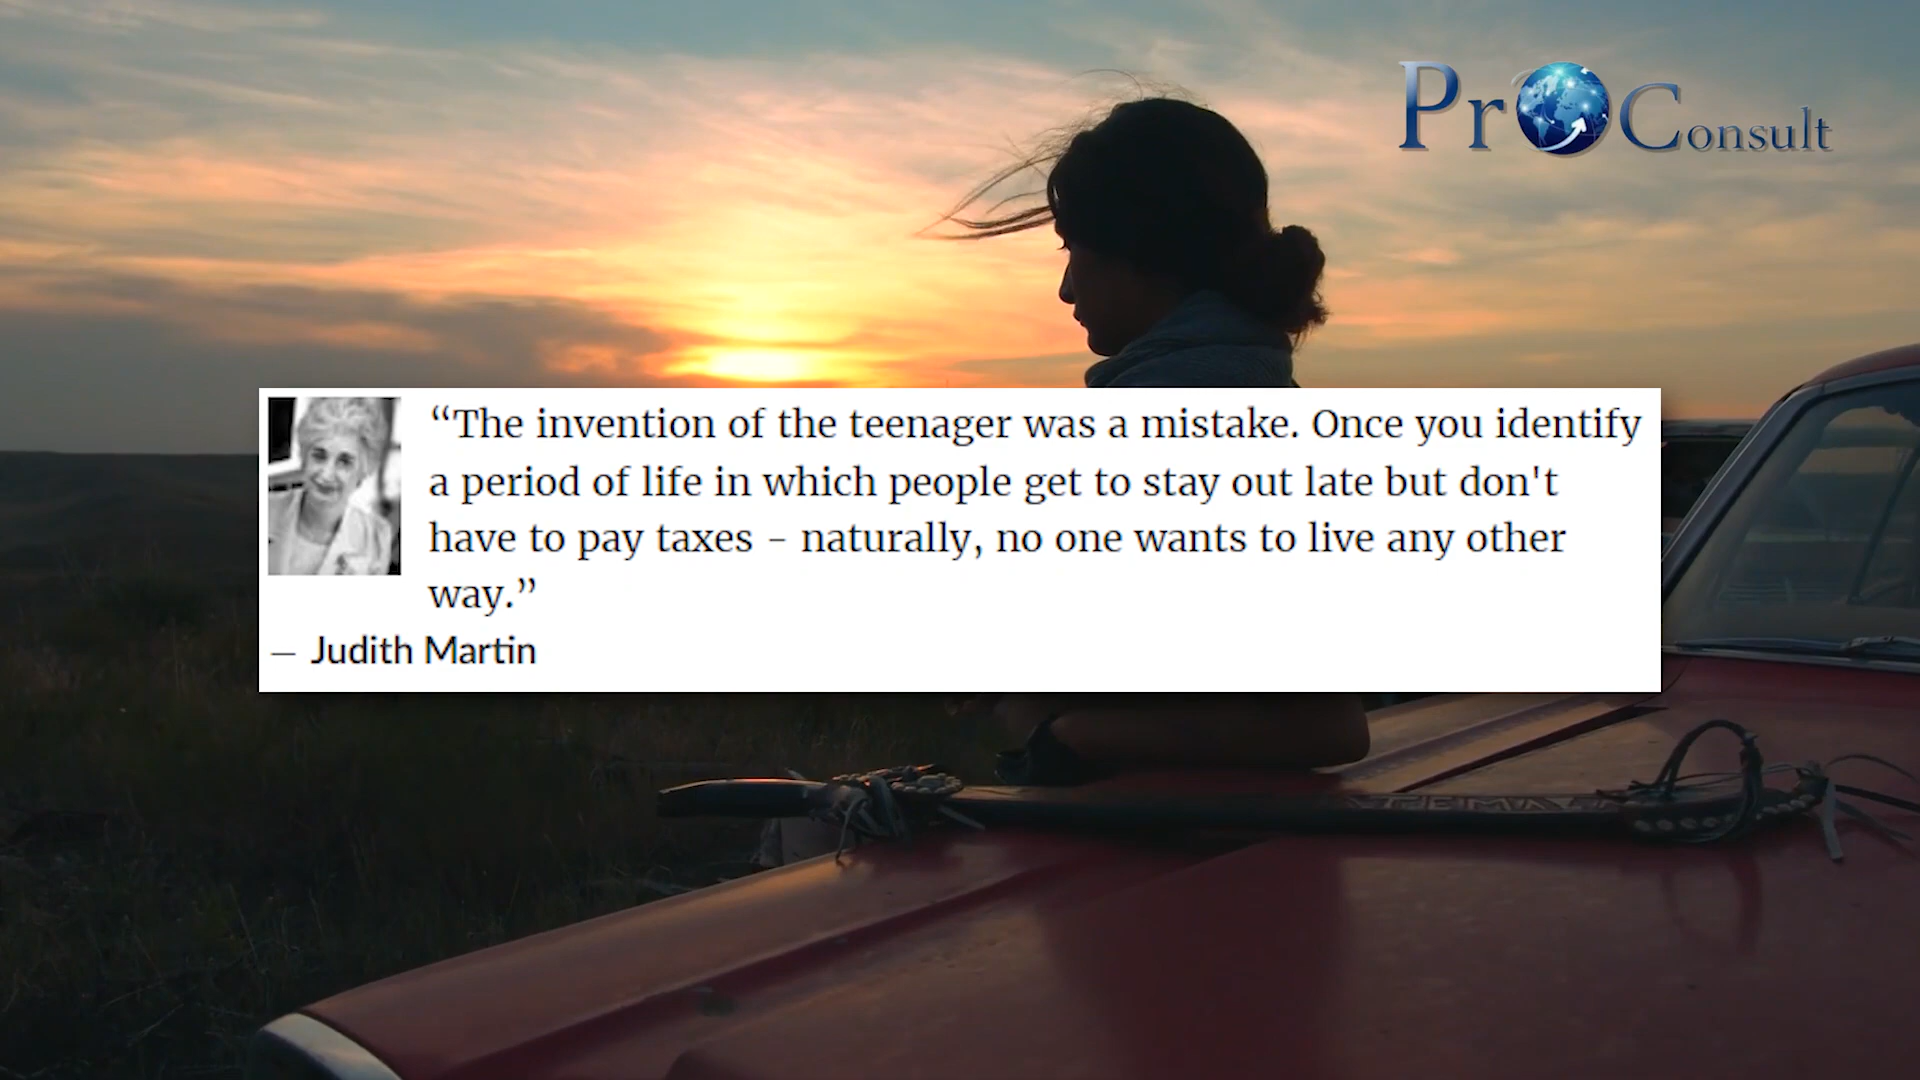 PrOConsult
“The invention of the teenager was a mistake. Once you identify
a period of life in which people get to stay out late but don't
have to pay taxes – naturally, no one wants to live any other
way.”
— Judith Martin